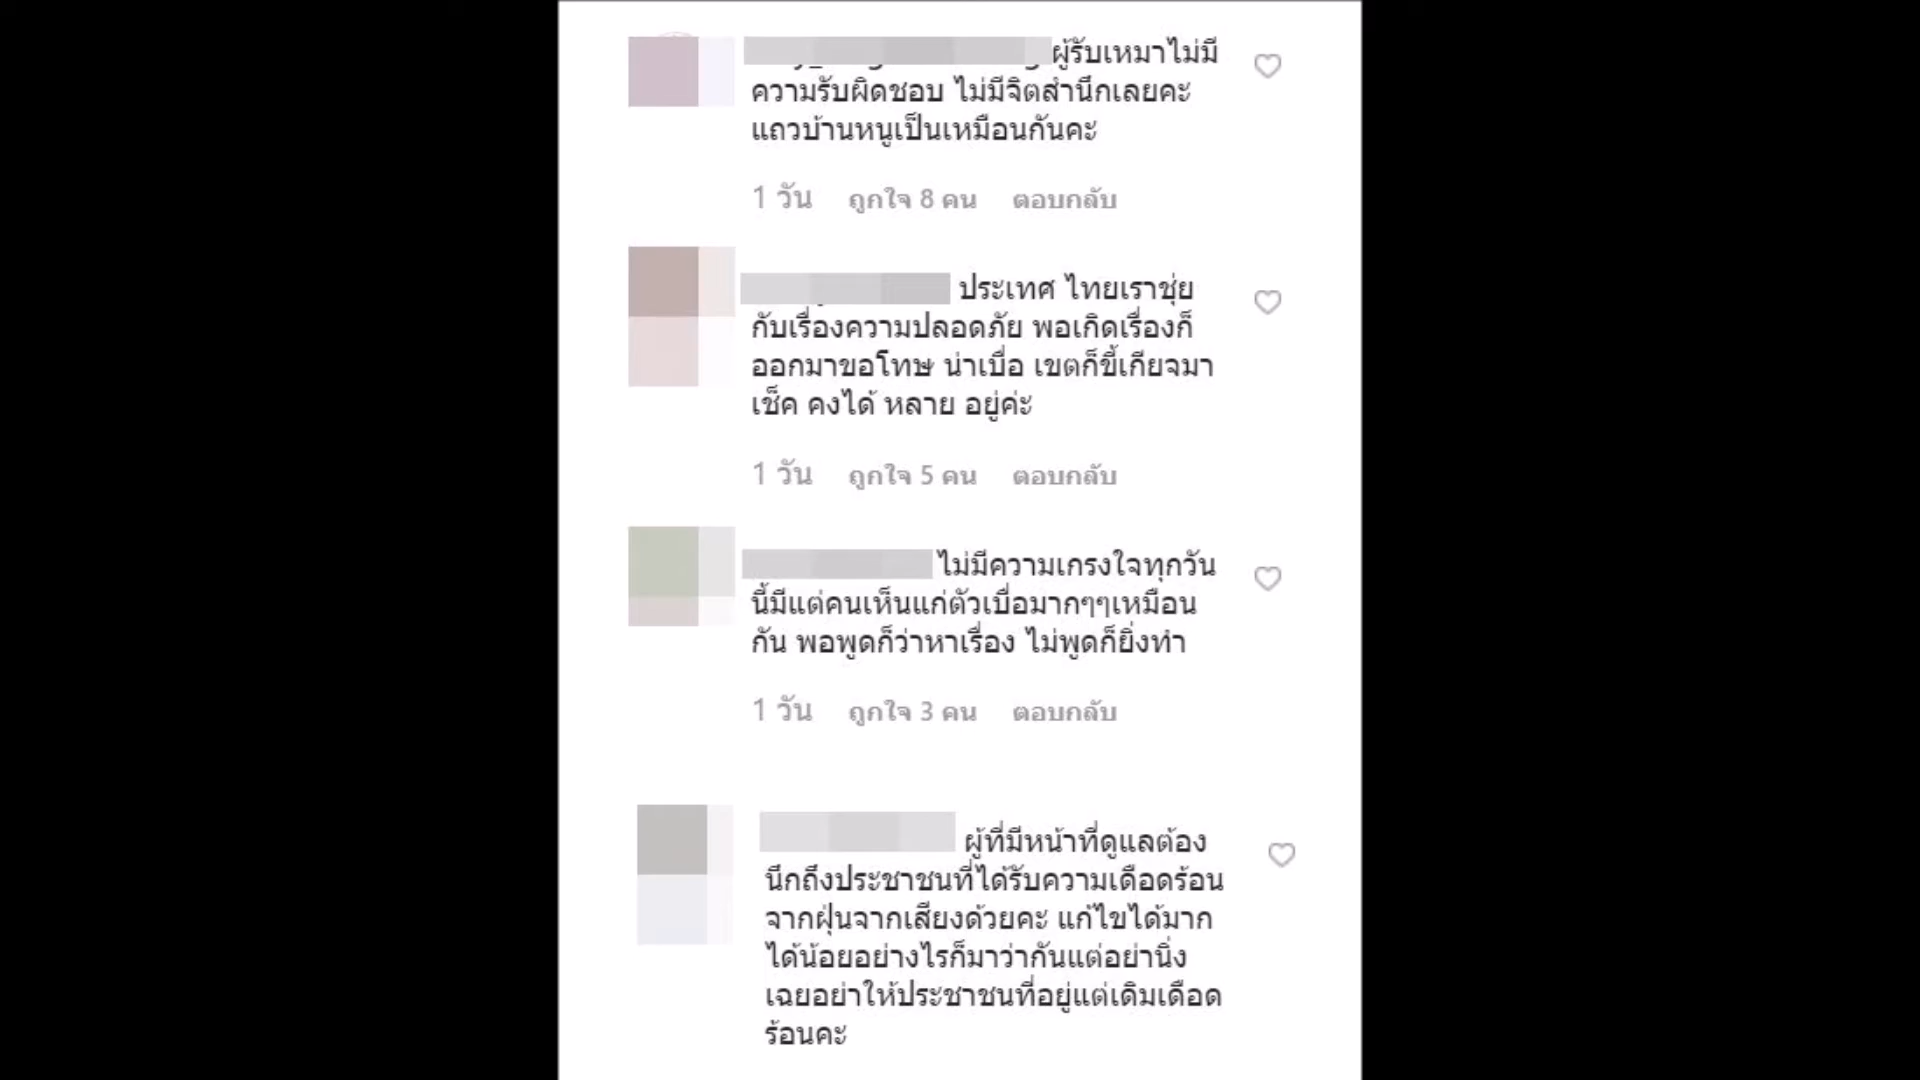 ผู้รับเหมาไม่มี
ความรับผิดชอบ ไม่มีจิตสำนึกเลยคะ
แถวบ้านหนูเป็นเหมือนกันคะ
1 วัน ถูกใจ 8 คน ตอบกลับ
ประเทศ ไทยเราชุ่ย
กับเรื่องความปลอดภัย พอเกิดเรื่องก็
ออกมาขอโทษ น่าเบื่อ เขตก็ขี้เกียจมา
เช็ค คงได้ หลาย อยู่ค่ะ
1 วัน ถูกใจ 5 คน ตอบกลับ
ไม่มีความเกรงใจทุกวัน
นี้มีแต่คนเห็นแก่ตัวเบื่อมากๆๆเหมือน
กัน พอพูดก็ว่าหาเรื่อง ไม่พูดก็ยิ่งทำ
1 วัน ถูกใจ 3 คน ตอบกลับ
ผู้ที่มีหน้าที่ดูแลต้อง
นึกถึงประชาชนที่ได้รับความเดือดร้อน
จากฝุ่นจากเสียงด้วยคะ แก้ไขได้มาก
ได้น้อยอย่างไรก็มาว่ากันแต่อย่านิ่ง
เฉยอย่าให้ประชาชนที่อยู่แต่เดิมเดือด
ร้อนคะ